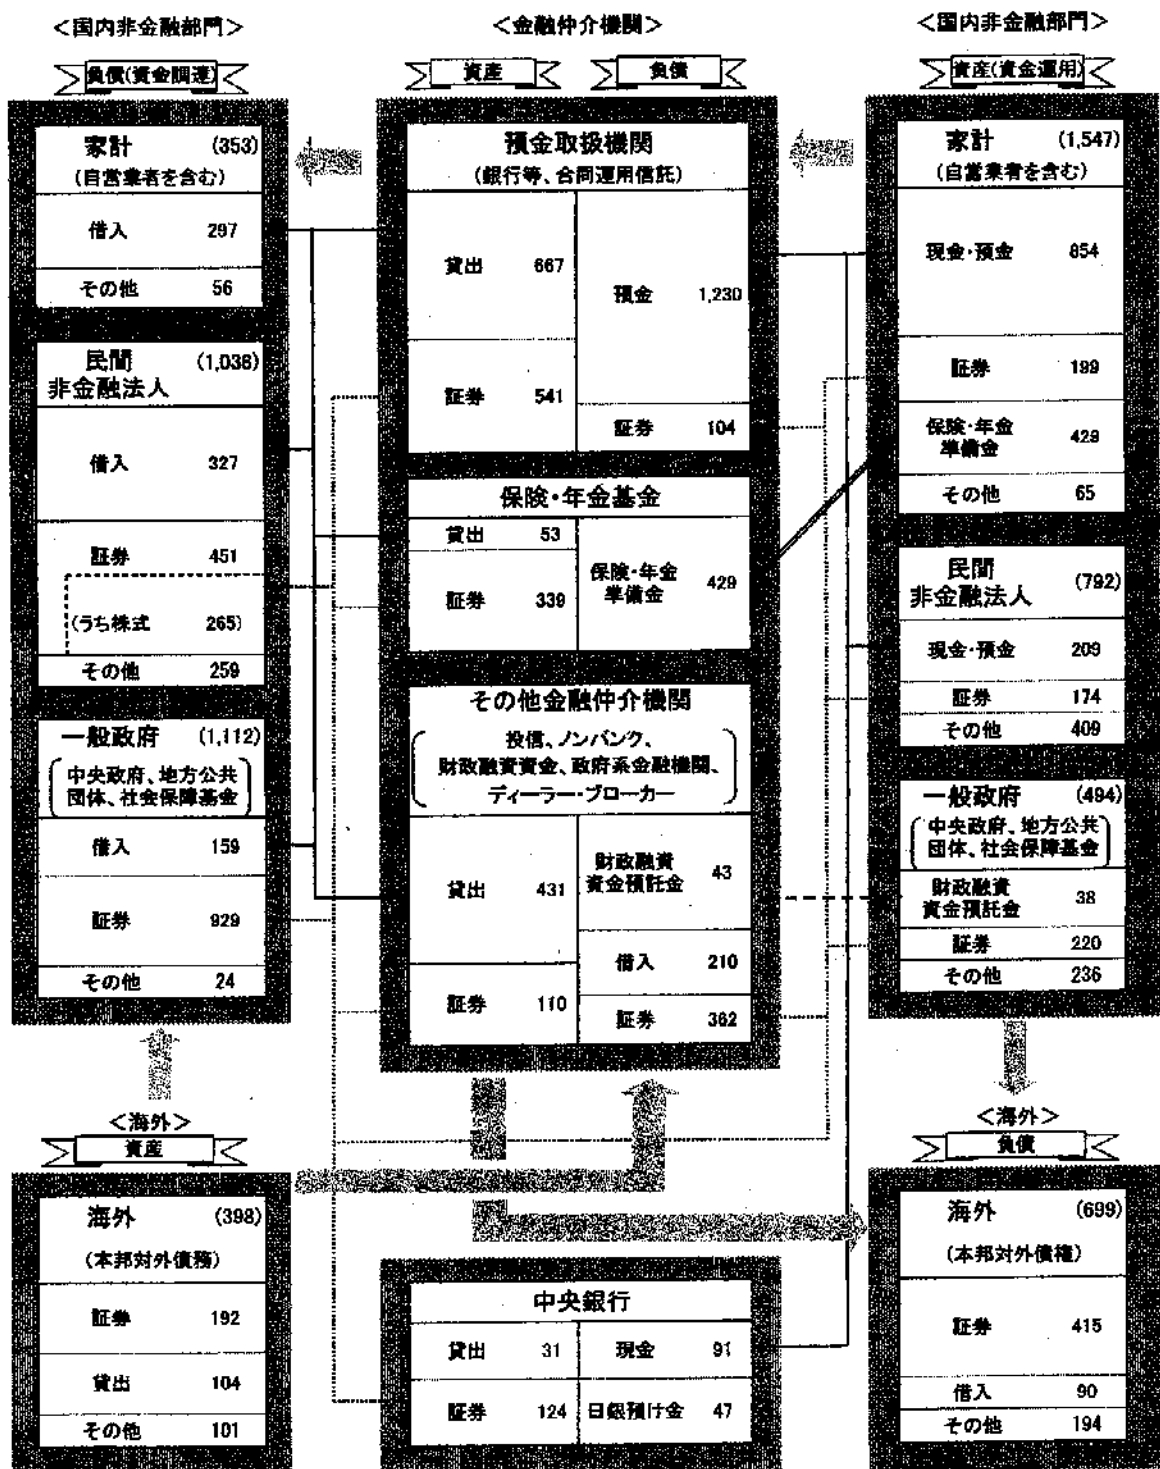 <国内非金融部門>
負債(資金調達)
家計 (353)
(自営業者を含む)
借入 297
その他 56
民間 (1,038)
非金融法人
借入 327
証券 451
(うち株式 265)
その他 259
一般政府 (1,112)
中央政府、地方公共
団体、社会保障基金
借入 159
証券 929
その他 24
<海外>
資産
海外 (398)
(本邦対外債務)
証券 192
貸出 104
その他 101
<金融仲介機関>
資産 負債
預金取扱機関
(銀行等、合同運用信託)
貸出 667
証券 541
預金 1,230
証券 104
保険・年金基金
貸出 53
証券 339
保険・年金
準備金 429
その他金融仲介機関
投信、ノンバンク、
財政融資資金、政府系金融機関、
ディーラー・ブローカー
貸出 431
証券 110
財政融資
資金預託金 43
借入 210
証券 362
中央銀行
貸出 31 現金 91
証券 124 日銀預け金 47
<国内非金融部門>
資産(資金運用)
家計 (1,547)
(自営業者を含む)
現金・預金 854
証券 199
保険・年金
準備金 429
その他 65
民間
非金融法人 (792)
現金・預金 209
証券 174
その他 409
一般政府 (494)
中央政府、地方公共
団体、社会保障基金
財政融資
資金預託金 38
証券 220
その他 236
<海外>
負債
海外 (699)
(本邦対外債権)
証券 415
借入 90
その他 194